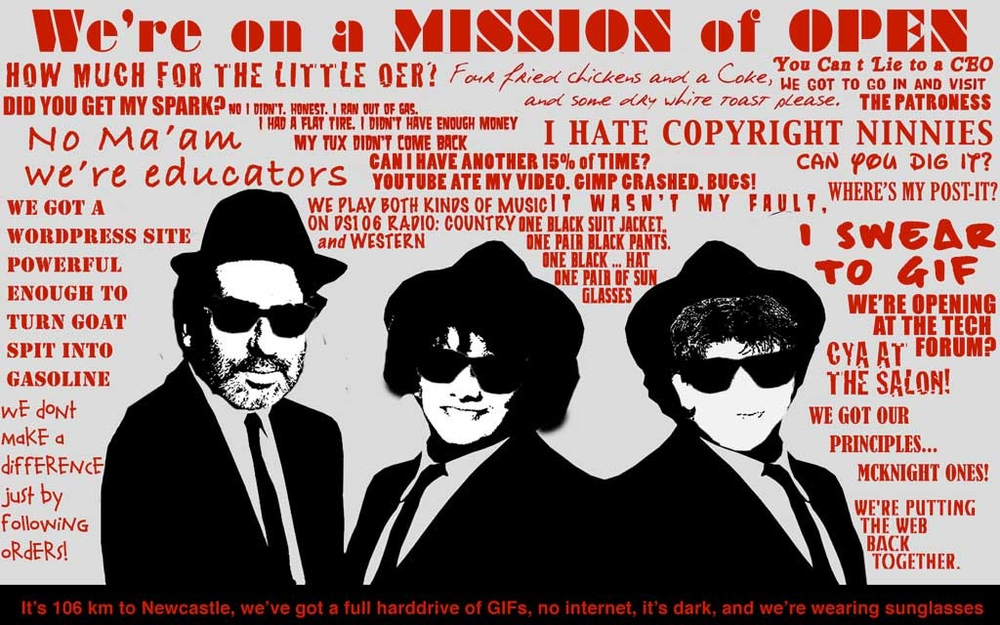 We're on a MISSION of OPEN
HOW MUCH FOR THE LITTLE OER?
Four fried chickens and a Coke,
and some dry white toast please.
You Can t Lie to a CEO
WE GOT TO GO IN AND VISIT
THE PATRONESS
DID YOU GET MY SPARK?
NO I DIDN'T. HONEST. I RAN OUT OF GAS.
I HAD A FLAT TIRE. I DIDN'T HAVE ENOUGH MONEY
MY TUX DIDN'T COME BACK
I HATE COPYRIGHT NINNIES
No Ma'am
we're educators
CAN I HAVE ANOTHER 15% of TIME?
YOUTUBE ATE MY VIDEO. GIMP CRASHED. BUGS!
CAN YOU DIG IT?
WHERE'S MY POST-IT?
IT WASN'T MY FAULT,
WE GOT A
WORDPRESS SITE
POWERFUL
ENOUGH TO
TURN GOAT
SPIT INTO
GASOLINE
WE PLAY BOTH KINDS OF MUSIC
ON DS106 RADIO: COUNTRY
and WESTERN
ONE BLACK SUIT JACKET,
ONE PAIR BLACK PANTS.
ONE BLACK ... HAT
ONE PAIR OF SUN
GLASSES
I SWEAR
TO GIF
WE'RE OPENING
AT THE TECH
FORUM?
CYA AT
THE SALON!
WE GOT OUR
PRINCIPLES...
MCKNIGHT ONES!
WE DONT
MAKE A
DIFFERENCE
just by
FOLLOWING
ORDERS!
WE'RE PUTTING
THE WEB
BACK
TOGETHER.
It's 106 km to Newcastle, we've got a full harddrive of GIFs, no internet, it's dark, and we're wearing sunglasses